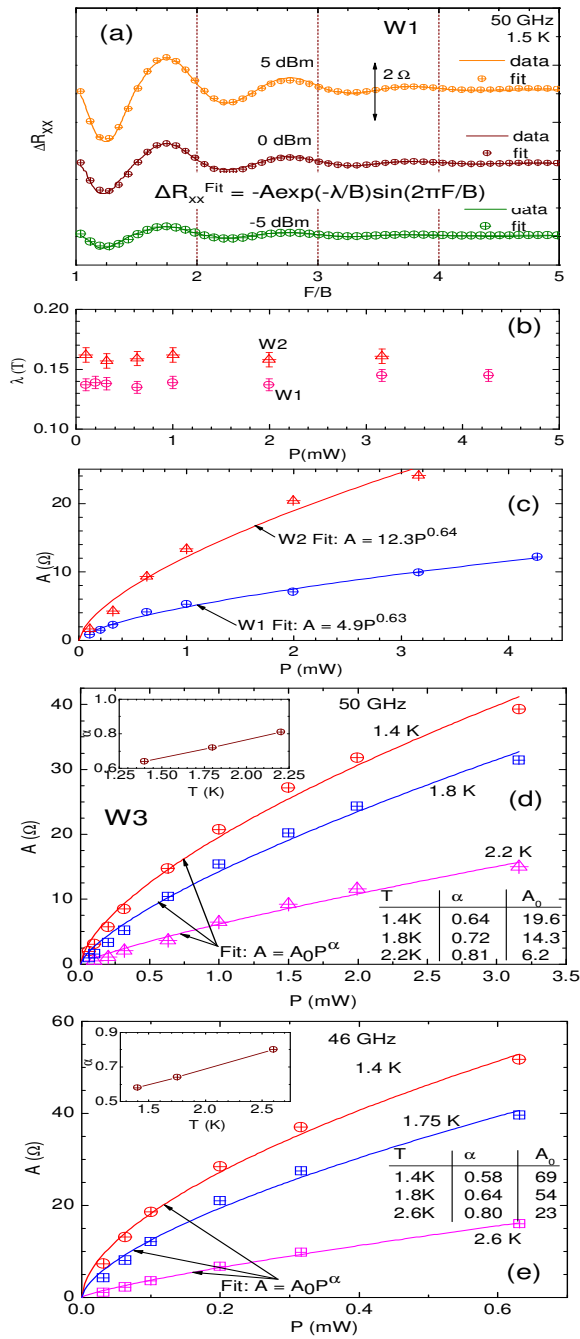 (a)
W1
50 GHz
1.5 K
5 dBm
data
fit
2 Ω
ΔRxx
0 dBm
data
fit
ΔRxx^Fit = -Aexp(-λ/B)sin(2πF/B)
-5 dBm
data
fit
1 2 3 4 5
F/B
(b)
0.20
0.15
0.10
λ (T)
W2
W1
0 1 2 3 4 5
P(mW)
(c)
20
10
0
A (Ω)
W2 Fit: A = 12.3P^0.64
W1 Fit: A = 4.9P^0.63
0 1 2 3 4
P (mW)
50 GHz
1.0
0.8
0.6
α
1.25 1.50 1.75 2.00 2.25
T (K)
1.4 K
W3
(d)
1.8 K
2.2 K
40
30
20
10
0
A (Ω)
T α A₀
1.4K 0.64 19.6
1.8K 0.72 14.3
2.2K 0.81 6.2
Fit: A = A₀P^α
0.0 0.5 1.0 1.5 2.0 2.5 3.0 3.5
P (mW)
46 GHz
0.9
0.7
0.5
α
1.5 2.0 2.5
T (K)
1.4 K
1.75 K
60
40
20
0
A (Ω)
T α A₀
1.4K 0.58 69
1.8K 0.64 54
2.6K 0.80 23
2.6 K
Fit: A = A₀P^α
(e)
0.0 0.2 0.4 0.6
P (mW)